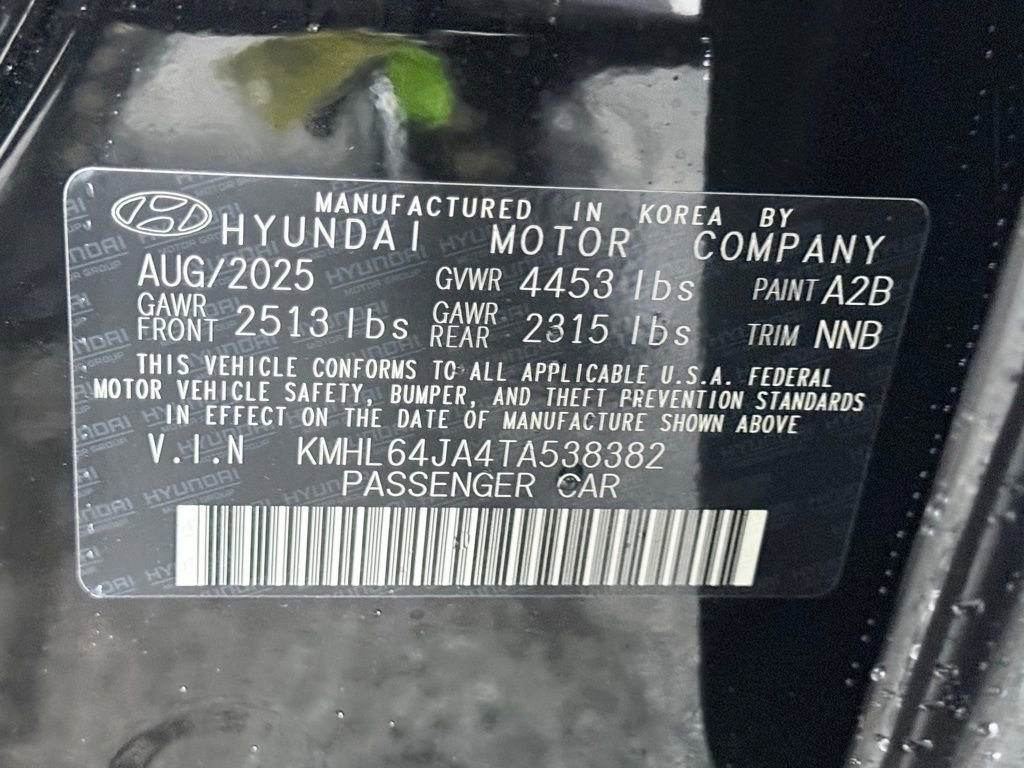 MANUFACTURED IN KOREA BY
HYUNDAI MOTOR COMPANY
AUG/2025 GVWR 4453 lbs PAINT A2B
GAWR FRONT 2513 lbs GAWR REAR 2315 lbs TRIM NNB
THIS VEHICLE CONFORMS TO ALL APPLICABLE U.S.A. FEDERAL
MOTOR VEHICLE SAFETY, BUMPER, AND THEFT PREVENTION STANDARDS
IN EFFECT ON THE DATE OF MANUFACTURE SHOWN ABOVE
V.I.N KMHL64JA4TA538382
PASSENGER CAR